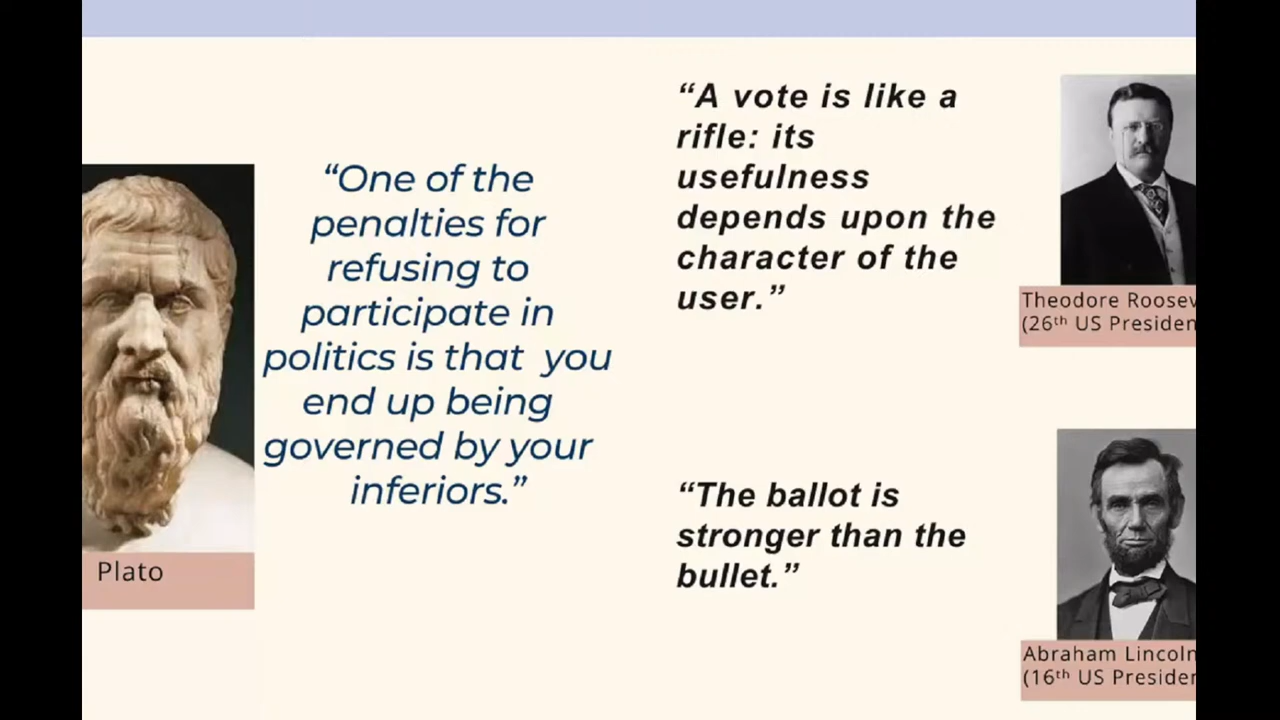 “One of the
penalties for
refusing to
participate in
politics is that you
end up being
governed by your
inferiors.”
Plato
“A vote is like a
rifle: its
usefulness
depends upon the
character of the
user.”
Theodore Roosev
(26th US Presiden
“The ballot is
stronger than the
bullet.”
Abraham Lincoln
(16th US Presiden